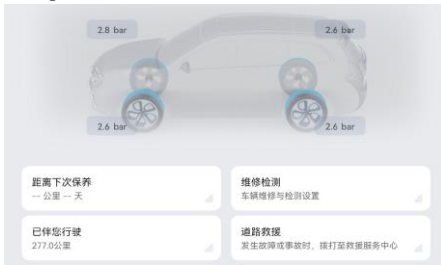 2.8 bar
2.6 bar
2.6 bar
2.6 bar
距离下次保养
-- 公里 -- 天
维修检测
车辆维修与检测设置
已伴您行驶
277.0公里
道路救援
发生故障或事故时，拨打至救援服务中心